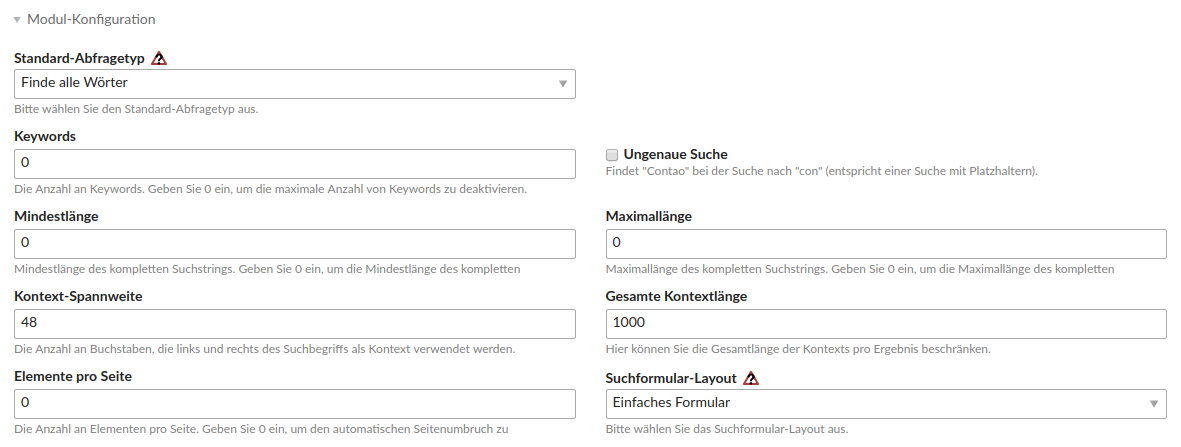 Modul-Konfiguration
Standard-Abfragetyp
Finde alle Wörter
Bitte wählen Sie den Standard-Abfragetyp aus.
Keywords
0
Die Anzahl an Keywords. Geben Sie 0 ein, um die maximale Anzahl von Keywords zu deaktivieren.
Ungenaue Suche
Findet "Contao" bei der Suche nach "con" (entspricht einer Suche mit Platzhaltern).
Mindestlänge
0
Mindestlänge des kompletten Suchstrings. Geben Sie 0 ein, um die Mindestlänge des kompletten
Maximallänge
0
Maximallänge des kompletten Suchstrings. Geben Sie 0 ein, um die Maximallänge des kompletten
Kontext-Spannweite
48
Die Anzahl an Buchstaben, die links und rechts des Suchbegriffs als Kontext verwendet werden.
Gesamte Kontextlänge
1000
Hier können Sie die Gesamtlänge der Kontexts pro Ergebnis beschränken.
Elemente pro Seite
0
Die Anzahl an Elementen pro Seite. Geben Sie 0 ein, um den automatischen Seitenumbruch zu
Suchformular-Layout
Einfaches Formular
Bitte wählen Sie das Suchformular-Layout aus.